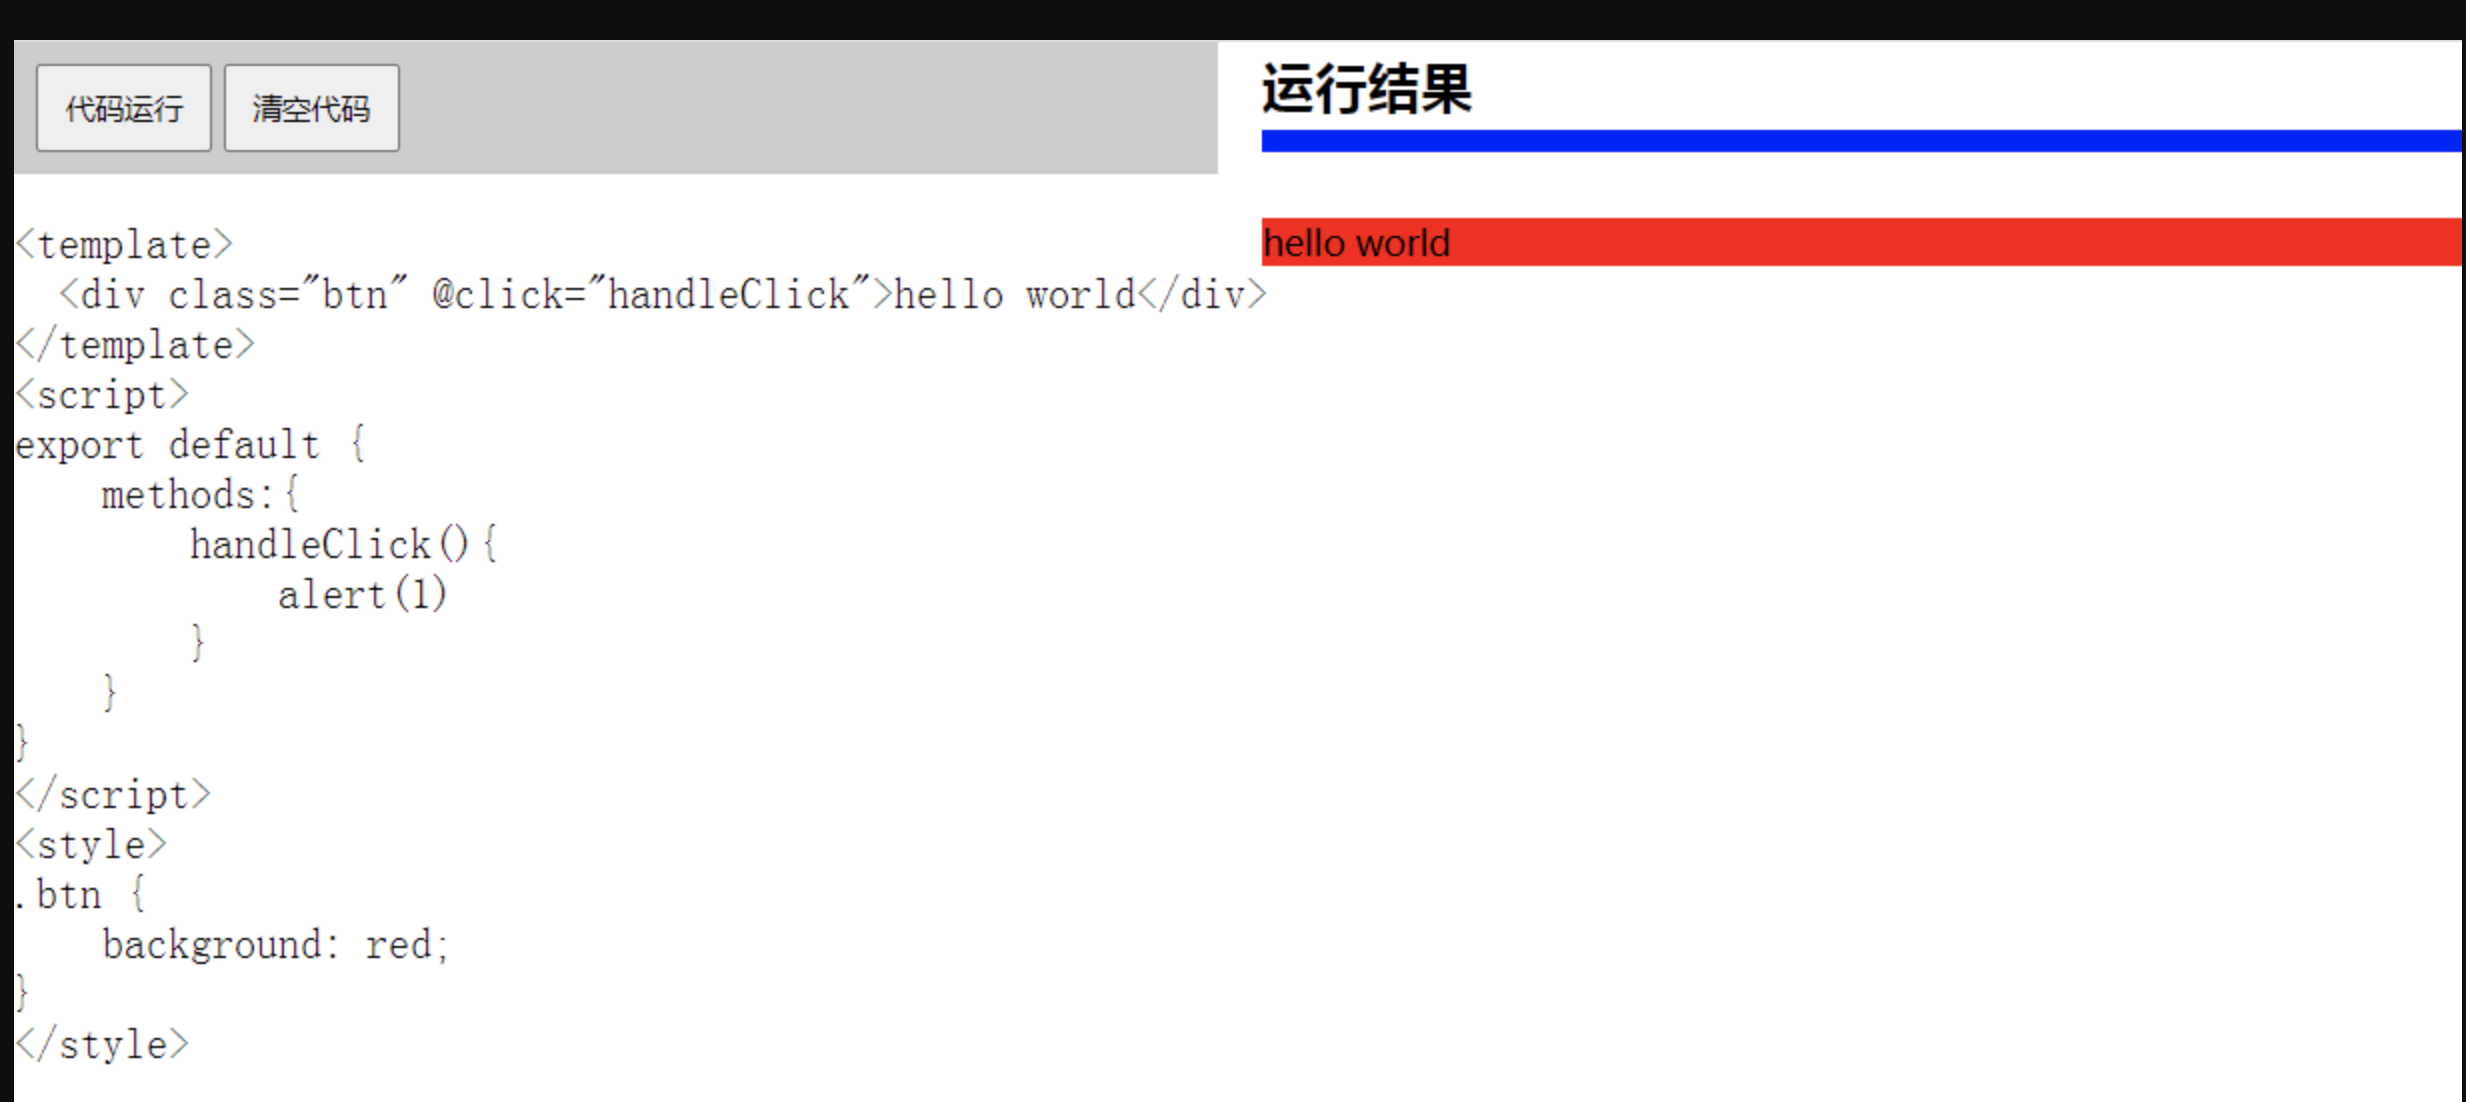 代码运行 清空代码
<template>
  <div class="btn" @click="handleClick">hello world</div>
</template>
<script>
export default {
    methods:{
        handleClick(){
            alert(1)
        }
    }
}
</script>
<style>
.btn {
    background: red;
}
</style>
运行结果
hello world